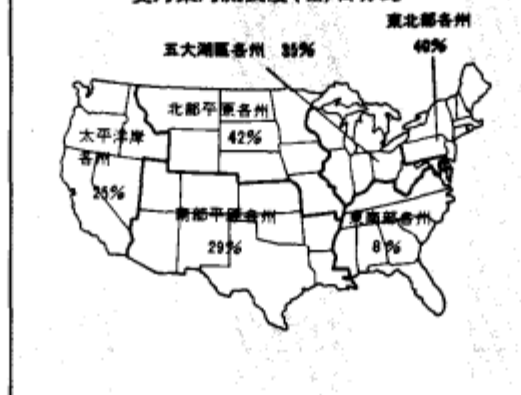 東北部各州
五大湖區各州 35%
40%
北部平原各州
太平洋岸
42%
各州
25%
南部平原各州
東南部各州
29%
8%